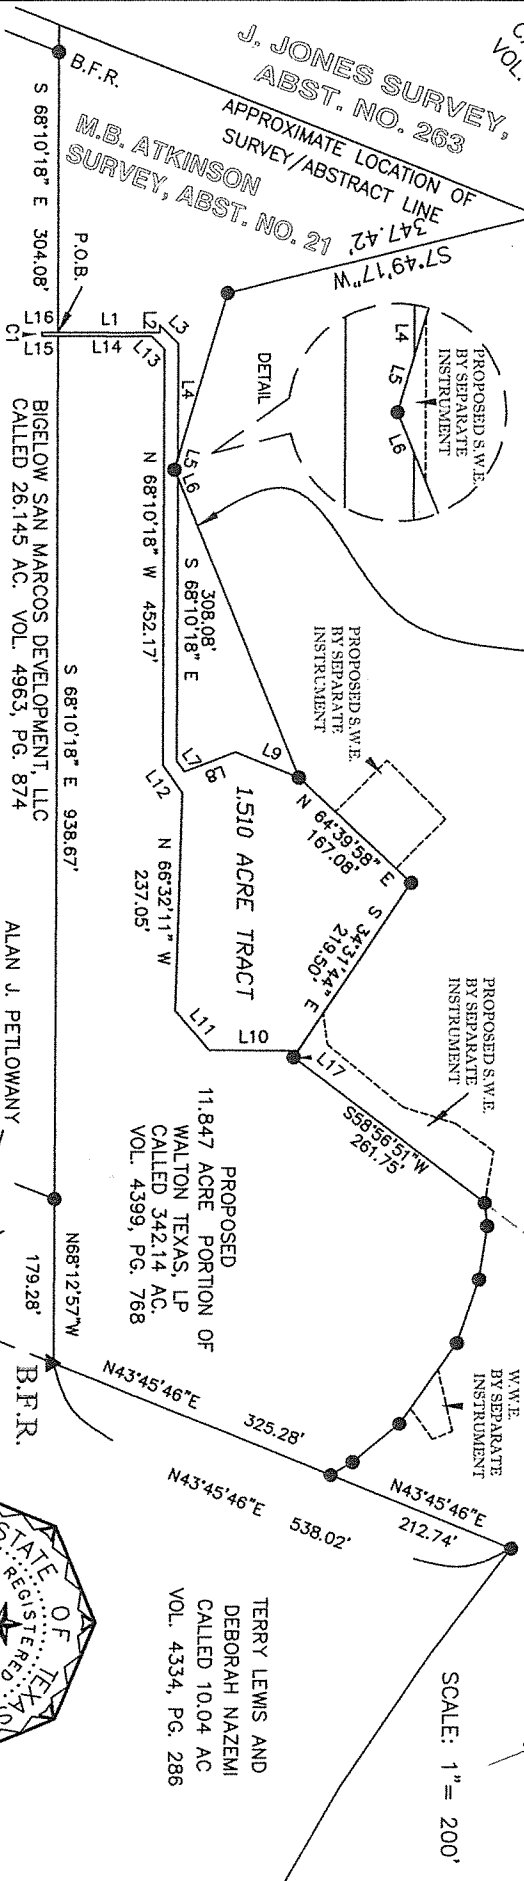 VOL.
J. JONES SURVEY,
ABST. NO. 263
APPROXIMATE LOCATION OF
SURVEY/ABSTRACT LINE
M.B. ATKINSON
SURVEY, ABST. NO. 21
B.F.R.
S 68°10'18" E 304.08'
P.O.B.
L16
L15
C1
L1
L14
L2
L13
L3
L4
L5
L6
S7°49'17"W
347.42'
DETAIL
PROPOSED S.W.E.
BY SEPARATE
INSTRUMENT
L4
L5
L6
N 68°10'18" W 452.17'
S 68°10'18" E
308.08'
L7
L8
L9
L12
PROPOSED S.W.E.
BY SEPARATE
INSTRUMENT
N 64°39'58" E
167.08'
S 34°31'44" E
219.50'
1.510 ACRE TRACT
N 66°32'11" W
237.05'
L11
L10
L17
PROPOSED S.W.E.
BY SEPARATE
INSTRUMENT
S58°56'51"W
261.75'
W.W.E.
BY SEPARATE
INSTRUMENT
S 68°10'18" E 938.67'
BIGELOW SAN MARCOS DEVELOPMENT, LLC
CALLED 26.145 AC. VOL. 4963, PG. 874
ALAN J. PETLOWANY
PROPOSED
11.847 ACRE PORTION OF
WALTON TEXAS, LP
CALLED 342.14 AC.
VOL. 4399, PG. 768
N68°12'57"W
179.28'
B.F.R.
N43°45'46"E
325.28'
N43°45'46"E
538.02'
N43°45'46"E
212.74'
SCALE: 1"= 200'
TERRY LEWIS AND
DEBORAH NAZEMI
CALLED 10.04 AC
VOL. 4334, PG. 286
STATE OF TEXA
REGISTERED